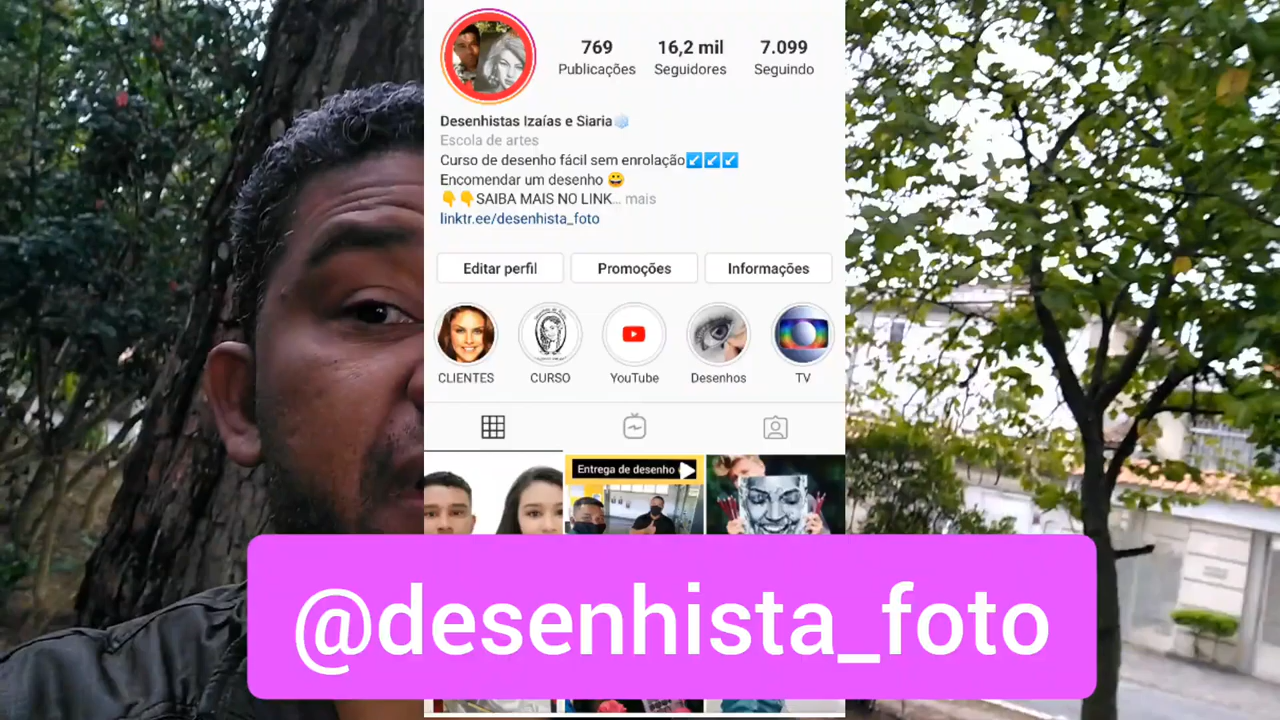 769 16,2 mil 7.099
Publicações Seguidores Seguindo
Desenhistas Izaías e Siaria
Escola de artes
Curso de desenho fácil sem enrolação↙️↙️↙️
Encomendar um desenho 😀
👇👇SAIBA MAIS NO LINK... mais
linktr.ee/desenhista_foto
Editar perfil Promoções Informações
CLIENTES CURSO YouTube Desenhos TV
Entrega de desenho
@desenhista_foto